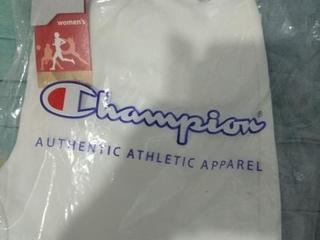 women's
Champion®
AUTHENTIC ATHLETIC APPAREL